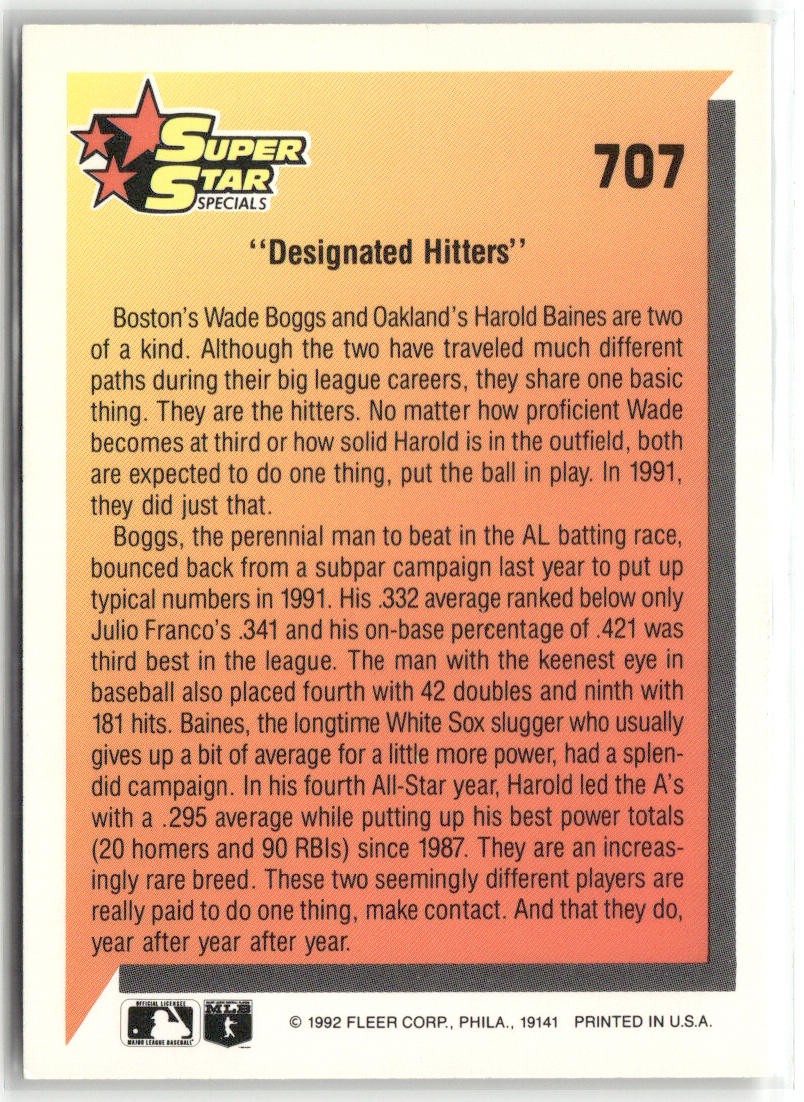 SUPER
STAR
SPECIALS
707
"Designated Hitters"
Boston's Wade Boggs and Oakland's Harold Baines are two
of a kind. Although the two have traveled much different
paths during their big league careers, they share one basic
thing. They are the hitters. No matter how proficient Wade
becomes at third or how solid Harold is in the outfield, both
are expected to do one thing, put the ball in play. In 1991,
they did just that.
Boggs, the perennial man to beat in the AL batting race,
bounced back from a subpar campaign last year to put up
typical numbers in 1991. His .332 average ranked below only
Julio Franco's .341 and his on-base percentage of .421 was
third best in the league. The man with the keenest eye in
baseball also placed fourth with 42 doubles and ninth with
181 hits. Baines, the longtime White Sox slugger who usually
gives up a bit of average for a little more power, had a splen-
did campaign. In his fourth All-Star year, Harold led the A's
with a .295 average while putting up his best power totals
(20 homers and 90 RBIs) since 1987. They are an increas-
ingly rare breed. These two seemingly different players are
really paid to do one thing, make contact. And that they do,
year after year after year.
OFFICIAL LICENSEE
MAJOR LEAGUE BASEBALL
© 1992 FLEER CORP., PHILA., 19141 PRINTED IN U.S.A.